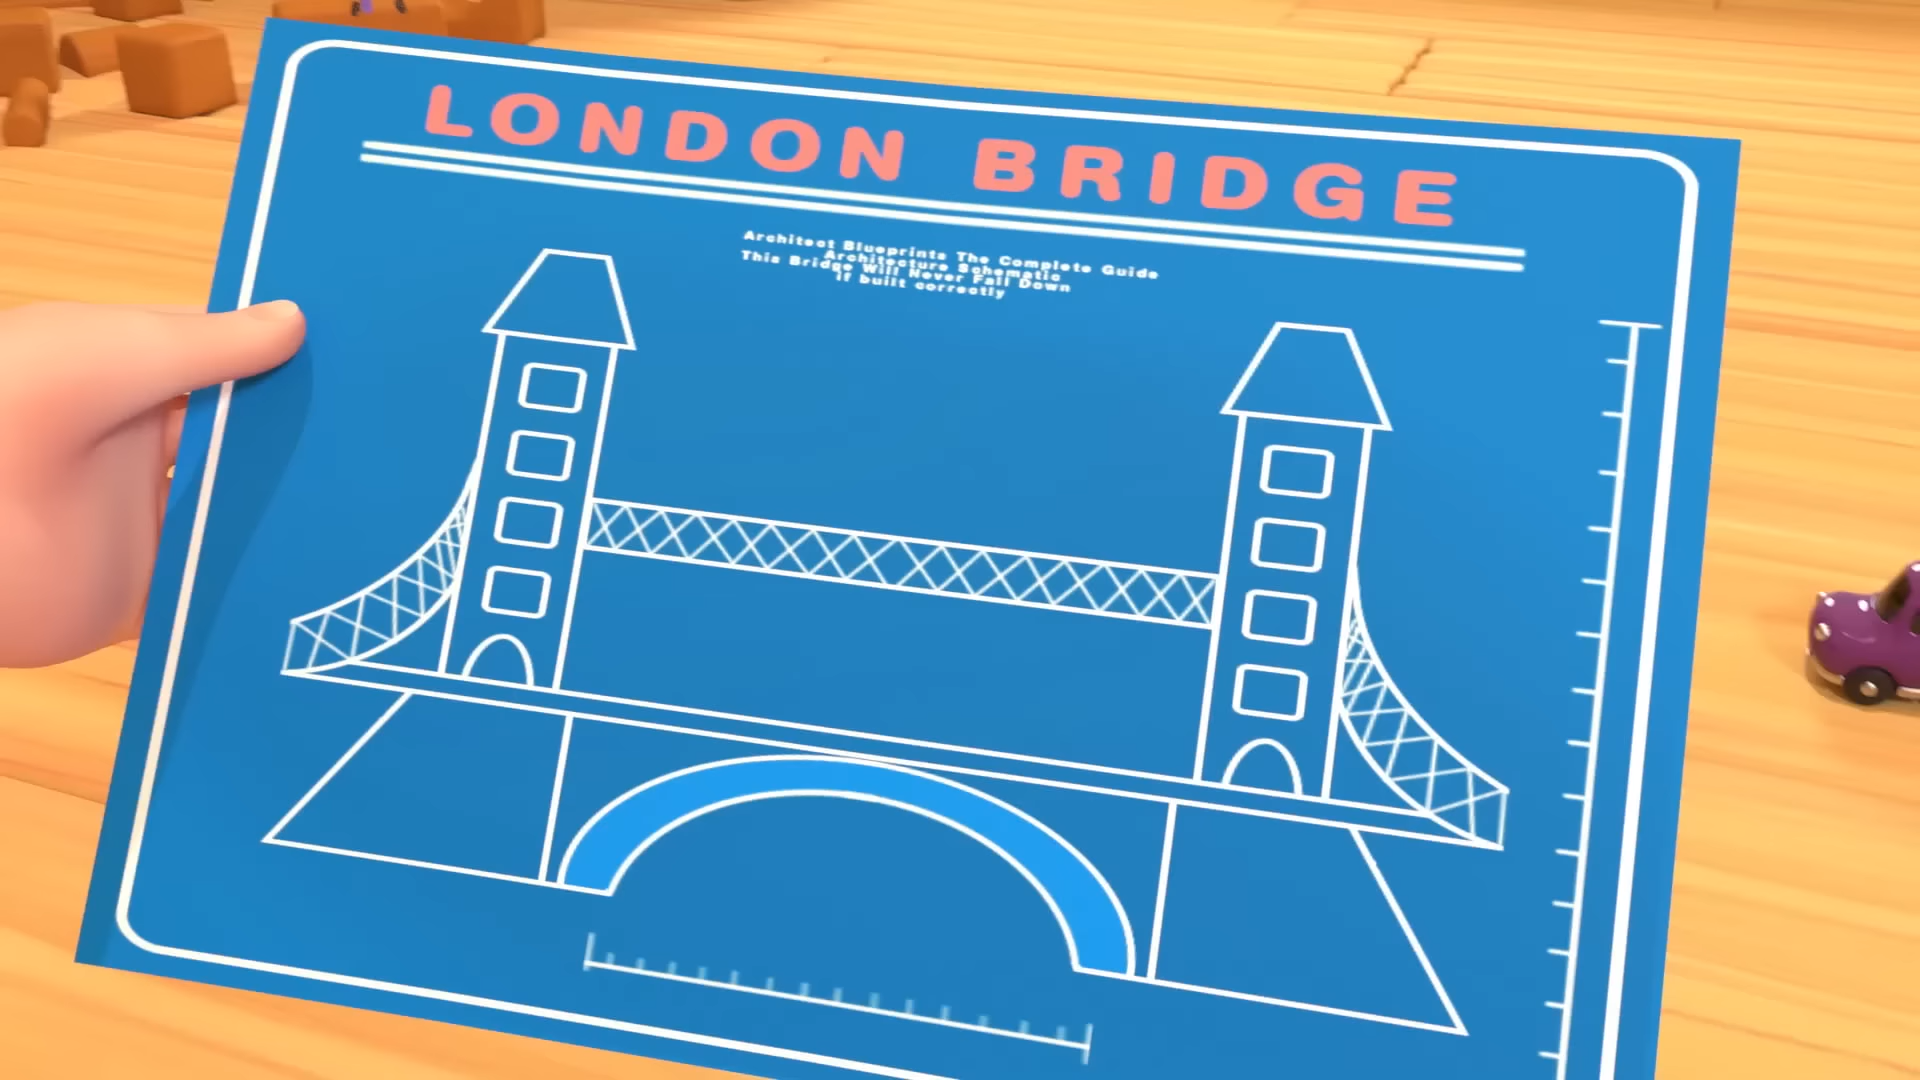 LONDON BRIDGE
Architect Blueprints The Complete Guide
Architecture Schematic
This Bridge Will Never Fall Down
if built correctly